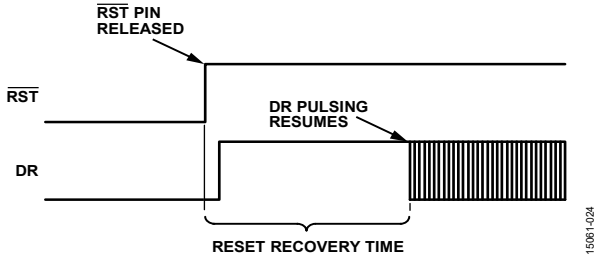 RST PIN
RELEASED
RST
DR PULSING
RESUMES
DR
RESET RECOVERY TIME
15061-024